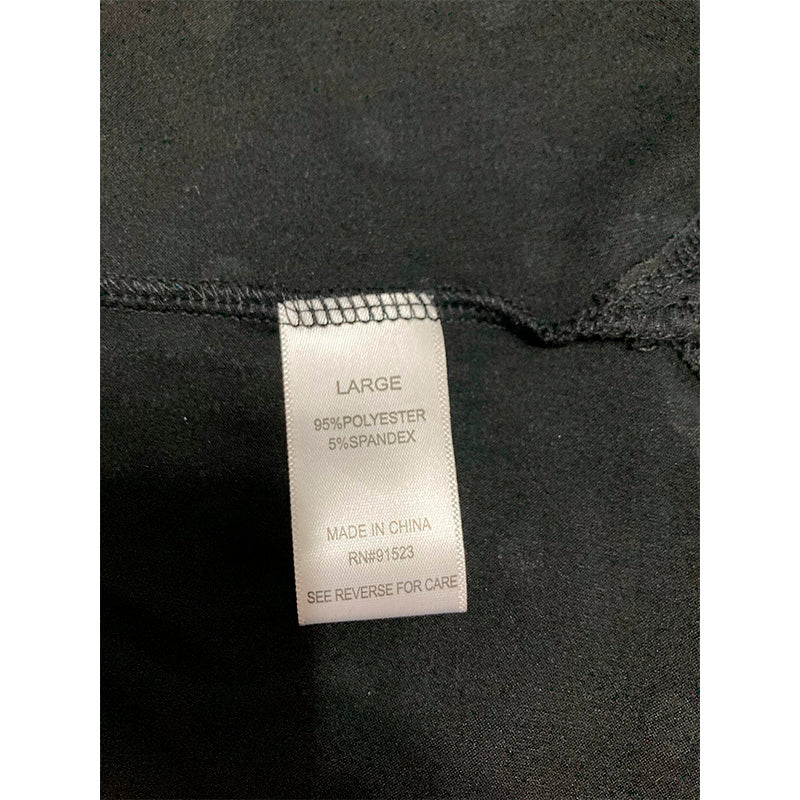 LARGE
95%POLYESTER
5%SPANDEX
MADE IN CHINA
RN#91523
SEE REVERSE FOR CARE